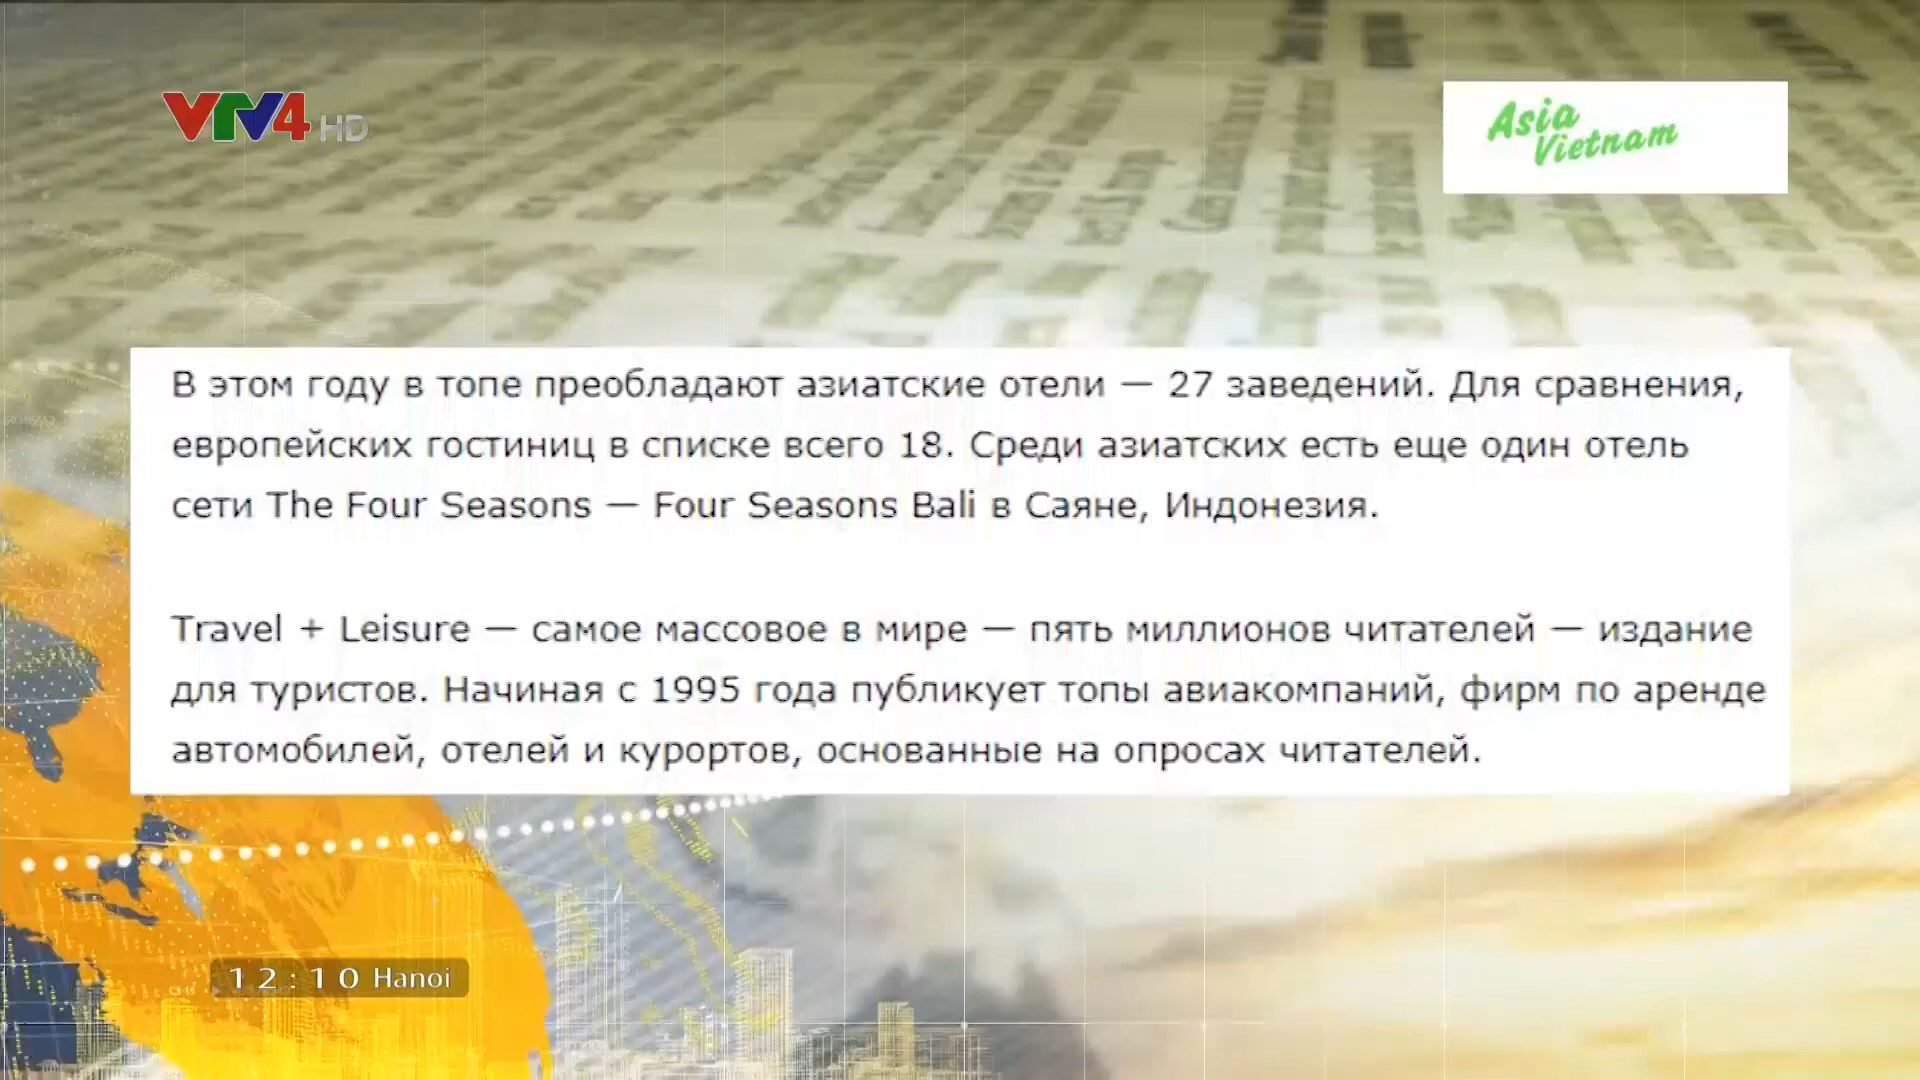 VTV4 HD
Asia
Vietnam
В этом году в топе преобладают азиатские отели — 27 заведений. Для сравнения,
европейских гостиниц в списке всего 18. Среди азиатских есть еще один отель
сети The Four Seasons — Four Seasons Bali в Саяне, Индонезия.
Travel + Leisure — самое массовое в мире — пять миллионов читателей — издание
для туристов. Начиная с 1995 года публикует топы авиакомпаний, фирм по аренде
автомобилей, отелей и курортов, основанные на опросах читателей.
12:10 Hanoi